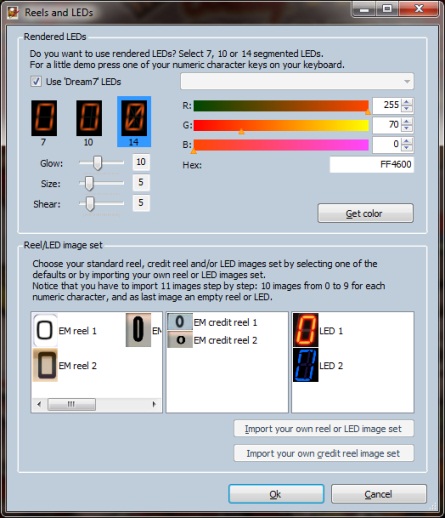 Reels and LEDs
Rendered LEDs
Do you want to use rendered LEDs? Select 7, 10 or 14 segmented LEDs.
For a little demo press one of your numeric character keys on your keyboard.
Use 'Dream7' LEDs
R: 255
G: 70
B: 0
Hex: FF4600
7 10 14
Glow: 10
Size: 5
Shear: 5
Get color
Reel/LED image set
Choose your standard reel, credit reel and/or LED images set by selecting one of the
defaults or by importing your own reel or LED images set.
Notice that you have to import 11 images step by step: 10 images from 0 to 9 for each
numeric character, and as last image an empty reel or LED.
EM reel 1 EM
EM reel 2
EM credit reel 1
EM credit reel 2
LED 1
LED 2
Import your own reel or LED image set
Import your own credit reel image set
Ok Cancel